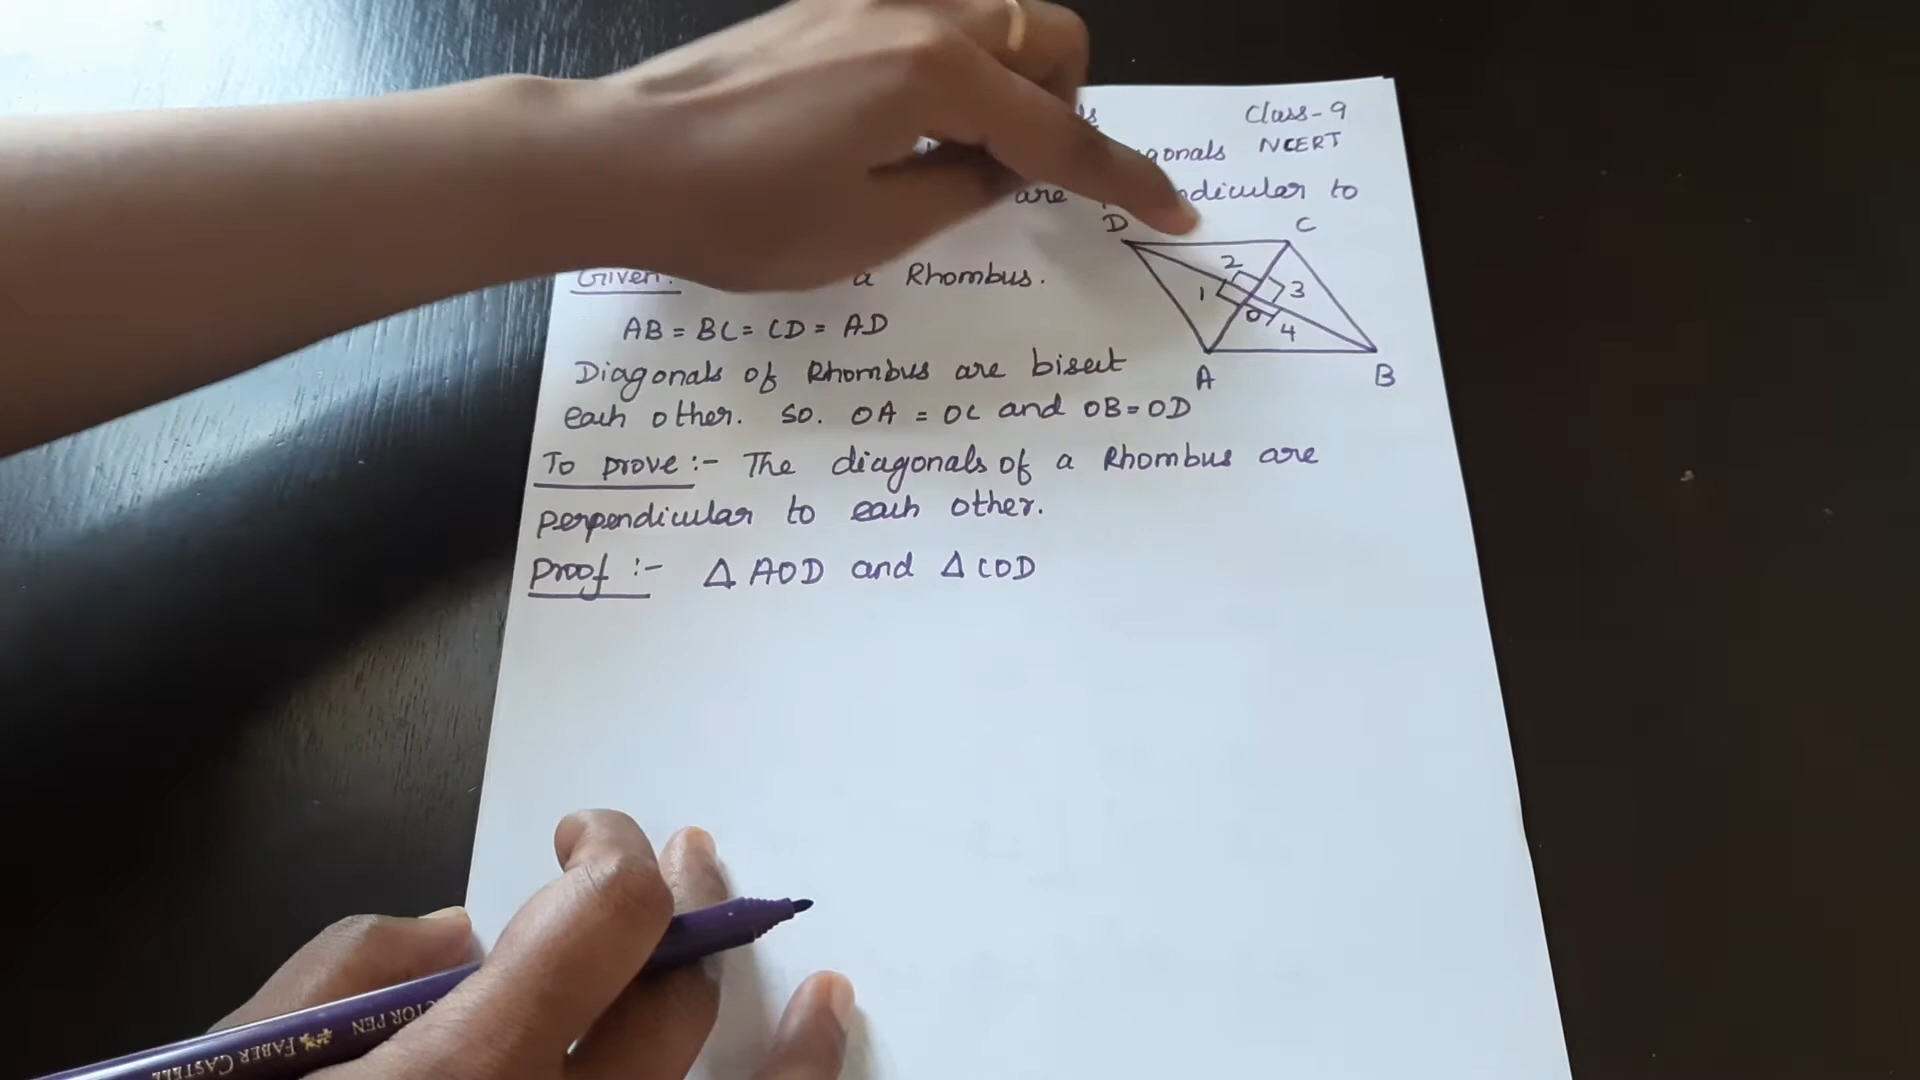 Class-9
NCERT
are to
D C
Given: a Rhombus.
2
1 3
O
4
AB = BC = CD = AD
A B
Diagonals of Rhombus are bisect
each other. so. OA = OC and OB=OD
To prove :- The diagonals of a Rhombus are
perpendicular to each other.
Proof :- Δ AOD and Δ COD
PEN FABER CASTELL